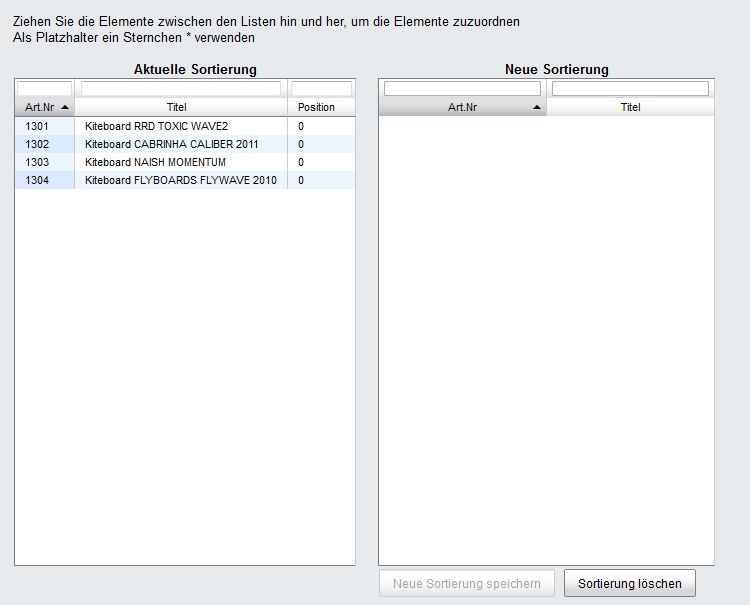 Ziehen Sie die Elemente zwischen den Listen hin und her, um die Elemente zuzuordnen
Als Platzhalter ein Sternchen * verwenden
Aktuelle Sortierung
Art.Nr Titel Position
1301 Kiteboard RRD TOXIC WAVE2 0
1302 Kiteboard CABRINHA CALIBER 2011 0
1303 Kiteboard NAISH MOMENTUM 0
1304 Kiteboard FLYBOARDS FLYWAVE 2010 0
Neue Sortierung
Art.Nr Titel
Neue Sortierung speichern Sortierung löschen